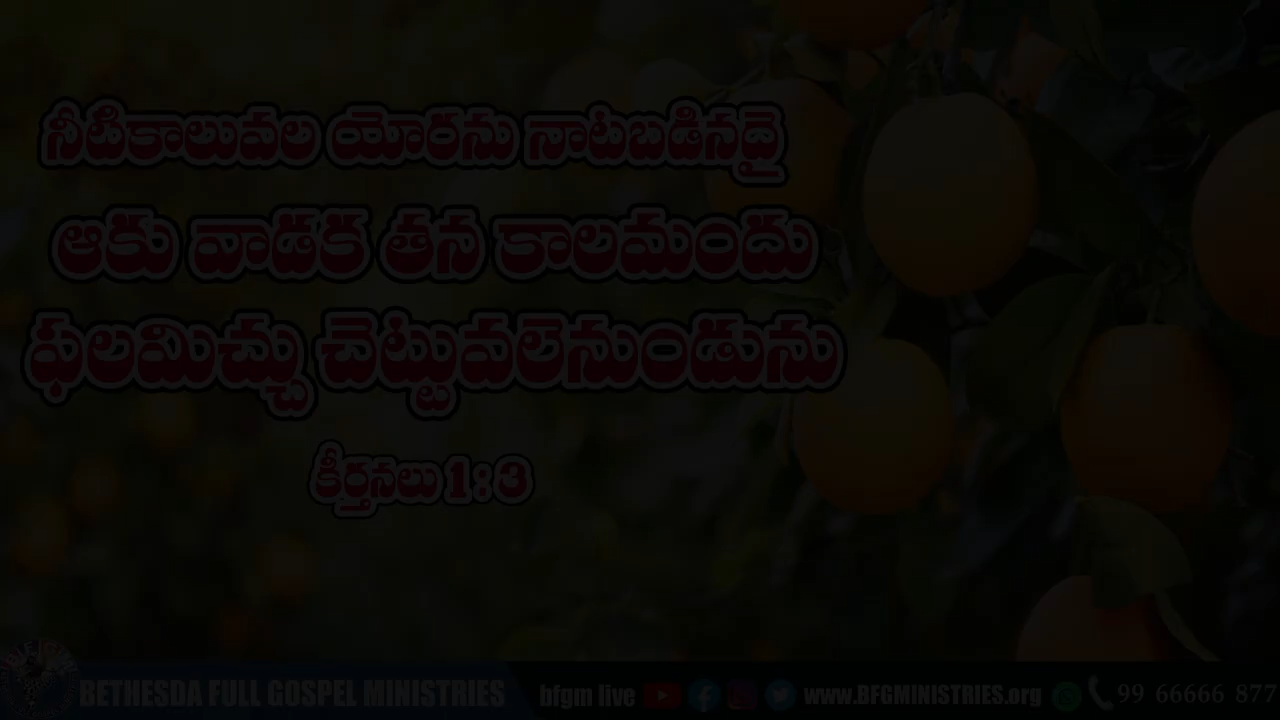 నీటికాలువల యోరను నాటబడినదై
ఆకు వాడక తన కాలమందు
ఫలమిచ్చు చెట్టువలెనుండును
కీర్తనలు 1:3
BETHESDA FULL GOSPEL MINISTRIES bfgm live www.BFGMINISTRIES.org 99 66666 877